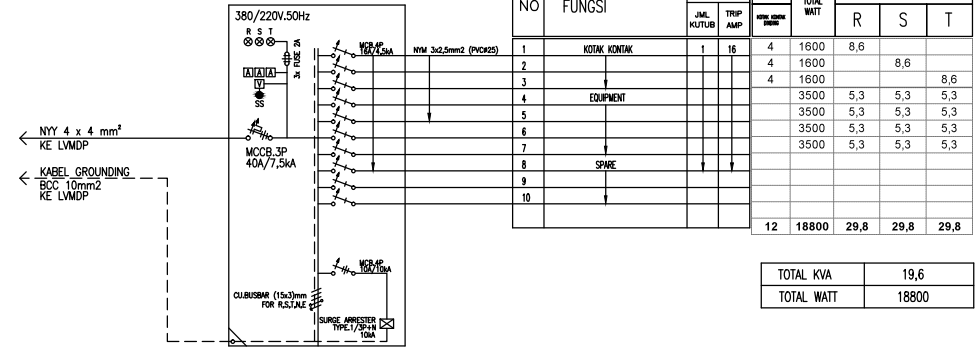 380/220V.50Hz
R S T
3x FUSE 2A
A A A
V
SS
MCB.4P
16A/4,5kA
NYM 3x2,5mm2 (PVC#25)
NYY 4 x 4 mm²
KE LVMDP
MCCB.3P
40A/7,5kA
KABEL GROUNDING
BCC 10mm2
KE LVMDP
MCB.4P
10A/10kA
CU.BUSBAR (15x3)mm
FOR R,S,T,N,E
SURGE ARRESTER
TYPE.1/3P+N
10kA
NO FUNGSI JML KUTUB TRIP AMP KOTAK KONTAK DINDING TOTAL WATT R S T
1 KOTAK KONTAK 1 16 4 1600 8,6
2 4 1600 8,6
3 4 1600 8,6
4 EQUIPMENT 3500 5,3 5,3 5,3
5 3500 5,3 5,3 5,3
6 3500 5,3 5,3 5,3
7 3500 5,3 5,3 5,3
8 SPARE
9
10
12 18800 29,8 29,8 29,8
TOTAL KVA 19,6
TOTAL WATT 18800